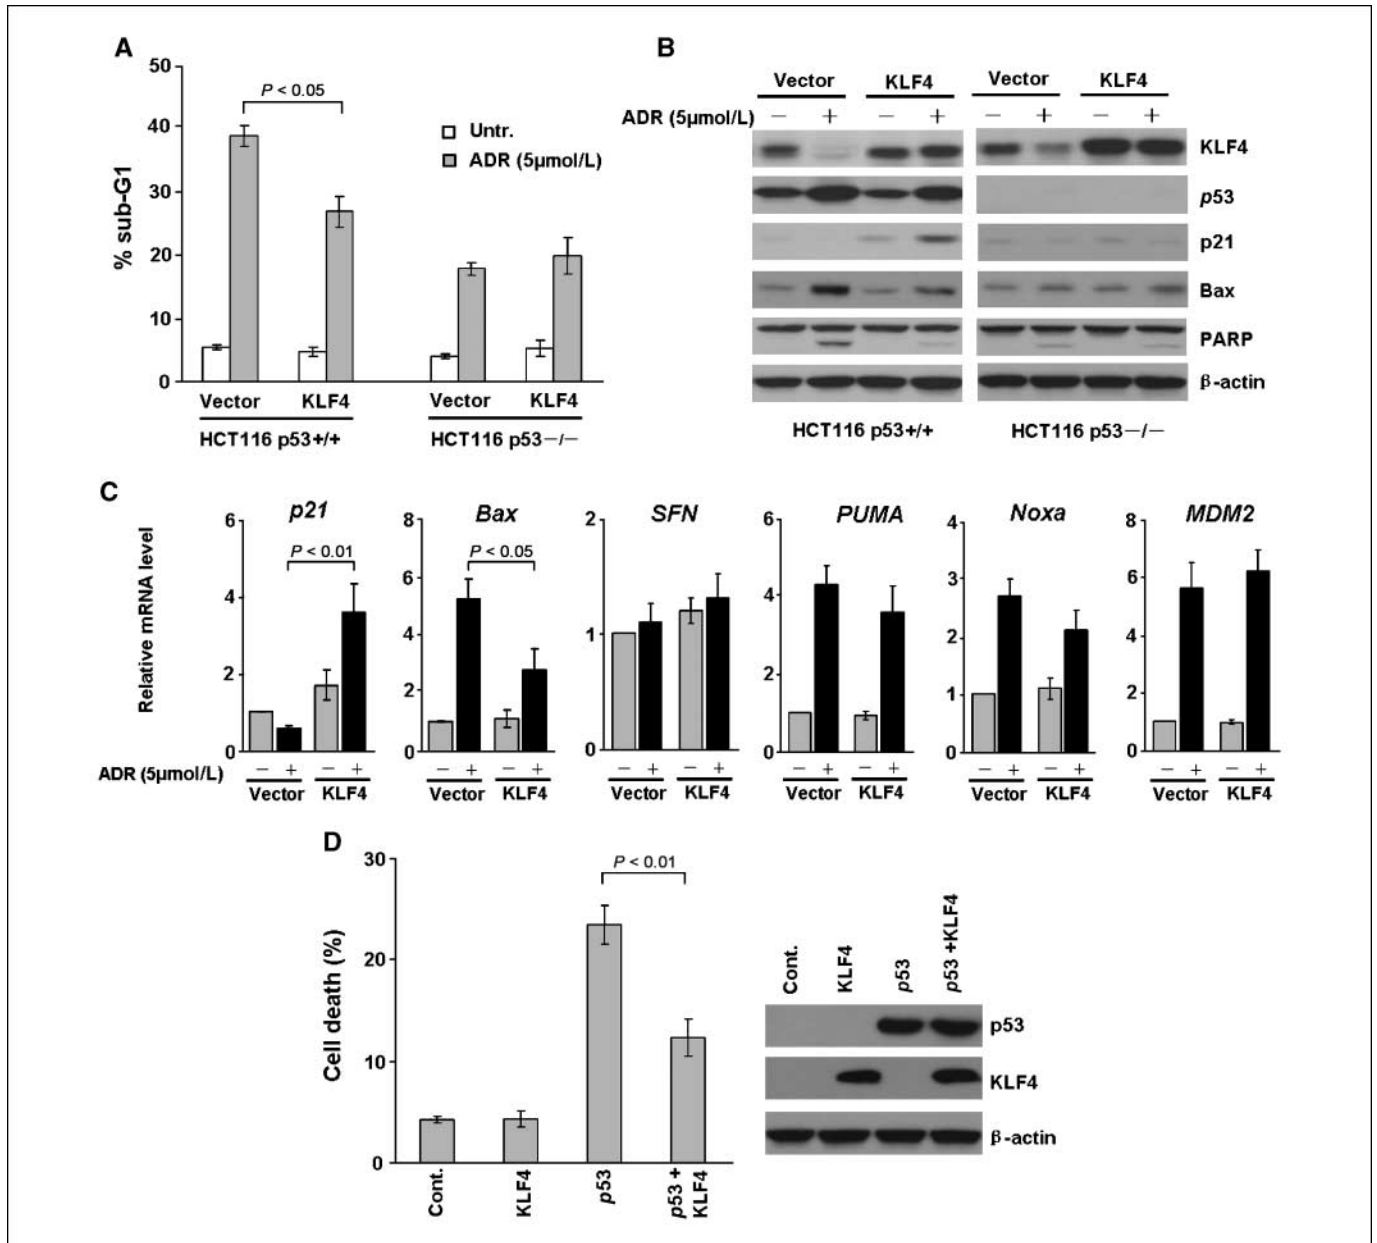 A
50
40
30
20
10
0
% sub-G1
P < 0.05
Untr.
ADR (5μmol/L)
Vector KLF4 Vector KLF4
HCT116 p53+/+ HCT116 p53−/−
B
Vector KLF4 Vector KLF4
ADR (5μmol/L) − + − + − + − +
KLF4
p53
p21
Bax
PARP
β-actin
HCT116 p53+/+ HCT116 p53−/−
C
Relative mRNA level
p21
6
4
2
0
P < 0.01
Bax
8
6
4
2
0
P < 0.05
SFN
2
1
0
PUMA
6
4
2
0
Noxa
4
3
2
1
0
MDM2
8
6
4
2
0
ADR (5μmol/L) − + − + − + − + − + − + − + − + − + − + − + − +
Vector KLF4 Vector KLF4 Vector KLF4 Vector KLF4 Vector KLF4 Vector KLF4
D
30
20
10
0
Cell death (%)
P < 0.01
Cont.
KLF4
p53
p53 +
KLF4
Cont.
KLF4
p53
p53 +KLF4
p53
KLF4
β-actin